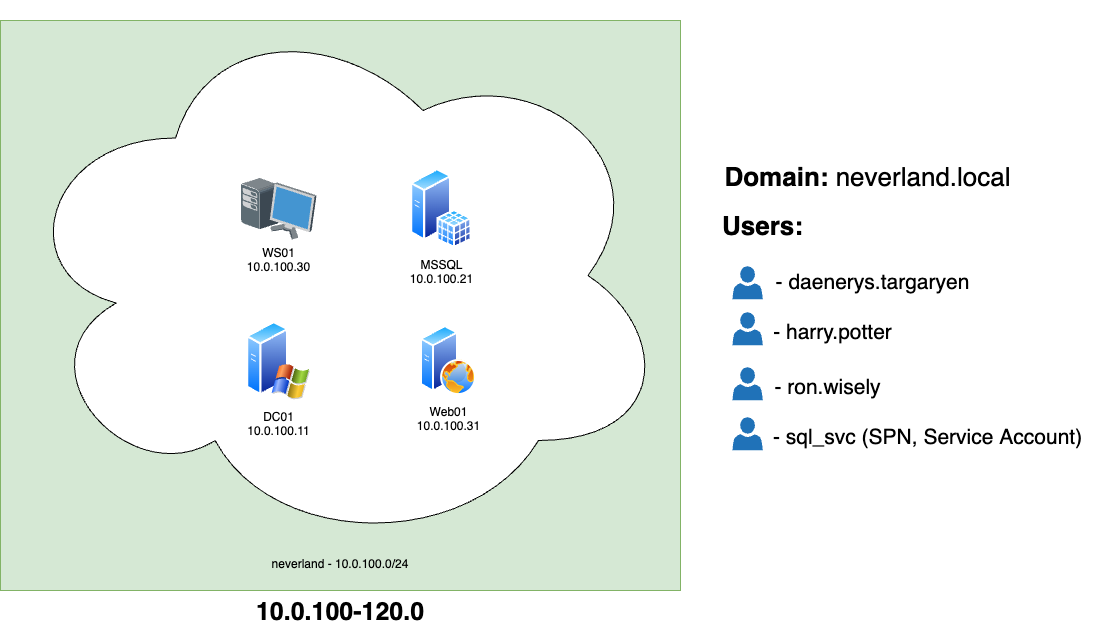 WS01
10.0.100.30
MSSQL
10.0.100.21
DC01
10.0.100.11
Web01
10.0.100.31
neverland - 10.0.100.0/24
10.0.100-120.0
Domain: neverland.local
Users:
- daenerys.targaryen
- harry.potter
- ron.wisely
- sql_svc (SPN, Service Account)